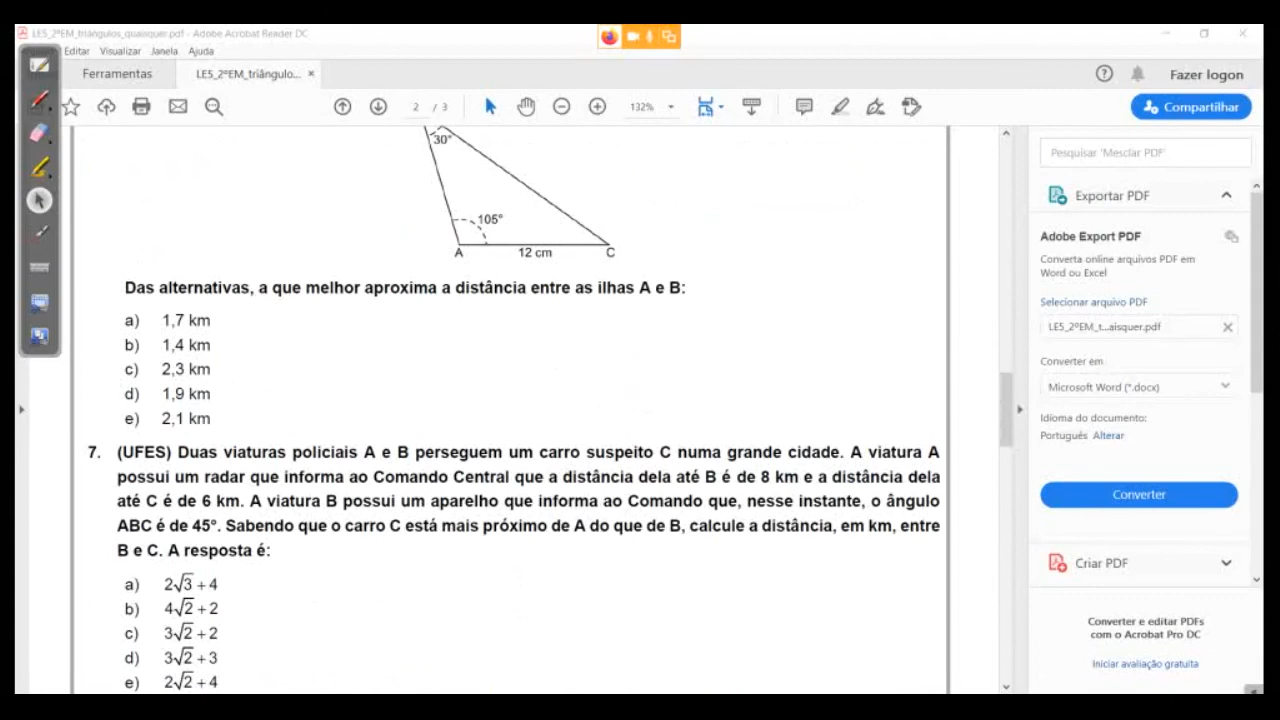 LE5_2ªEM_triângulos_quaisquer.pdf - Adobe Acrobat Reader DC
Editar Visualizar Janela Ajuda
Ferramentas LE5_2ªEM_triângulo... ×
Fazer logon
2 / 3
132%
Compartilhar
30°
105°
A 12 cm C
Das alternativas, a que melhor aproxima a distância entre as ilhas A e B:
a) 1,7 km
b) 1,4 km
c) 2,3 km
d) 1,9 km
e) 2,1 km
7. (UFES) Duas viaturas policiais A e B perseguem um carro suspeito C numa grande cidade. A viatura A
possui um radar que informa ao Comando Central que a distância dela até B é de 8 km e a distância dela
até C é de 6 km. A viatura B possui um aparelho que informa ao Comando que, nesse instante, o ângulo
ABC é de 45°. Sabendo que o carro C está mais próximo de A do que de B, calcule a distância, em km, entre
B e C. A resposta é:
a) 2√3 + 4
b) 4√2 + 2
c) 3√2 + 2
d) 3√2 + 3
e) 2√2 + 4
Pesquisar 'Mesclar PDF'
Exportar PDF
Adobe Export PDF
Converta online arquivos PDF em
Word ou Excel
Selecionar arquivo PDF
LE5_2ºEM_t...aisquer.pdf
Converter em
Microsoft Word (*.docx)
Idioma do documento:
Português Alterar
Converter
Criar PDF
Converter e editar PDFs
com o Acrobat Pro DC
Iniciar avaliação gratuita